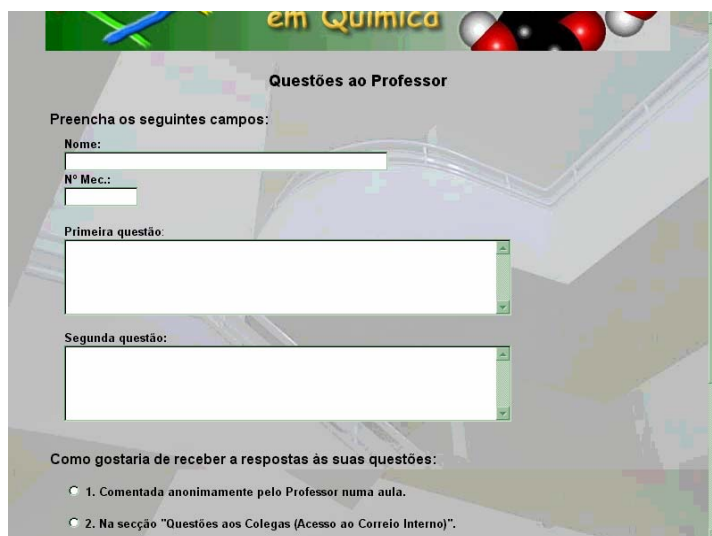 em Química
Questões ao Professor
Preencha os seguintes campos:
Nome:
Nº Mec.:
Primeira questão:
Segunda questão:
Como gostaria de receber a respostas às suas questões:
1. Comentada anonimamente pelo Professor numa aula.
2. Na secção "Questões aos Colegas (Acesso ao Correio Interno)".